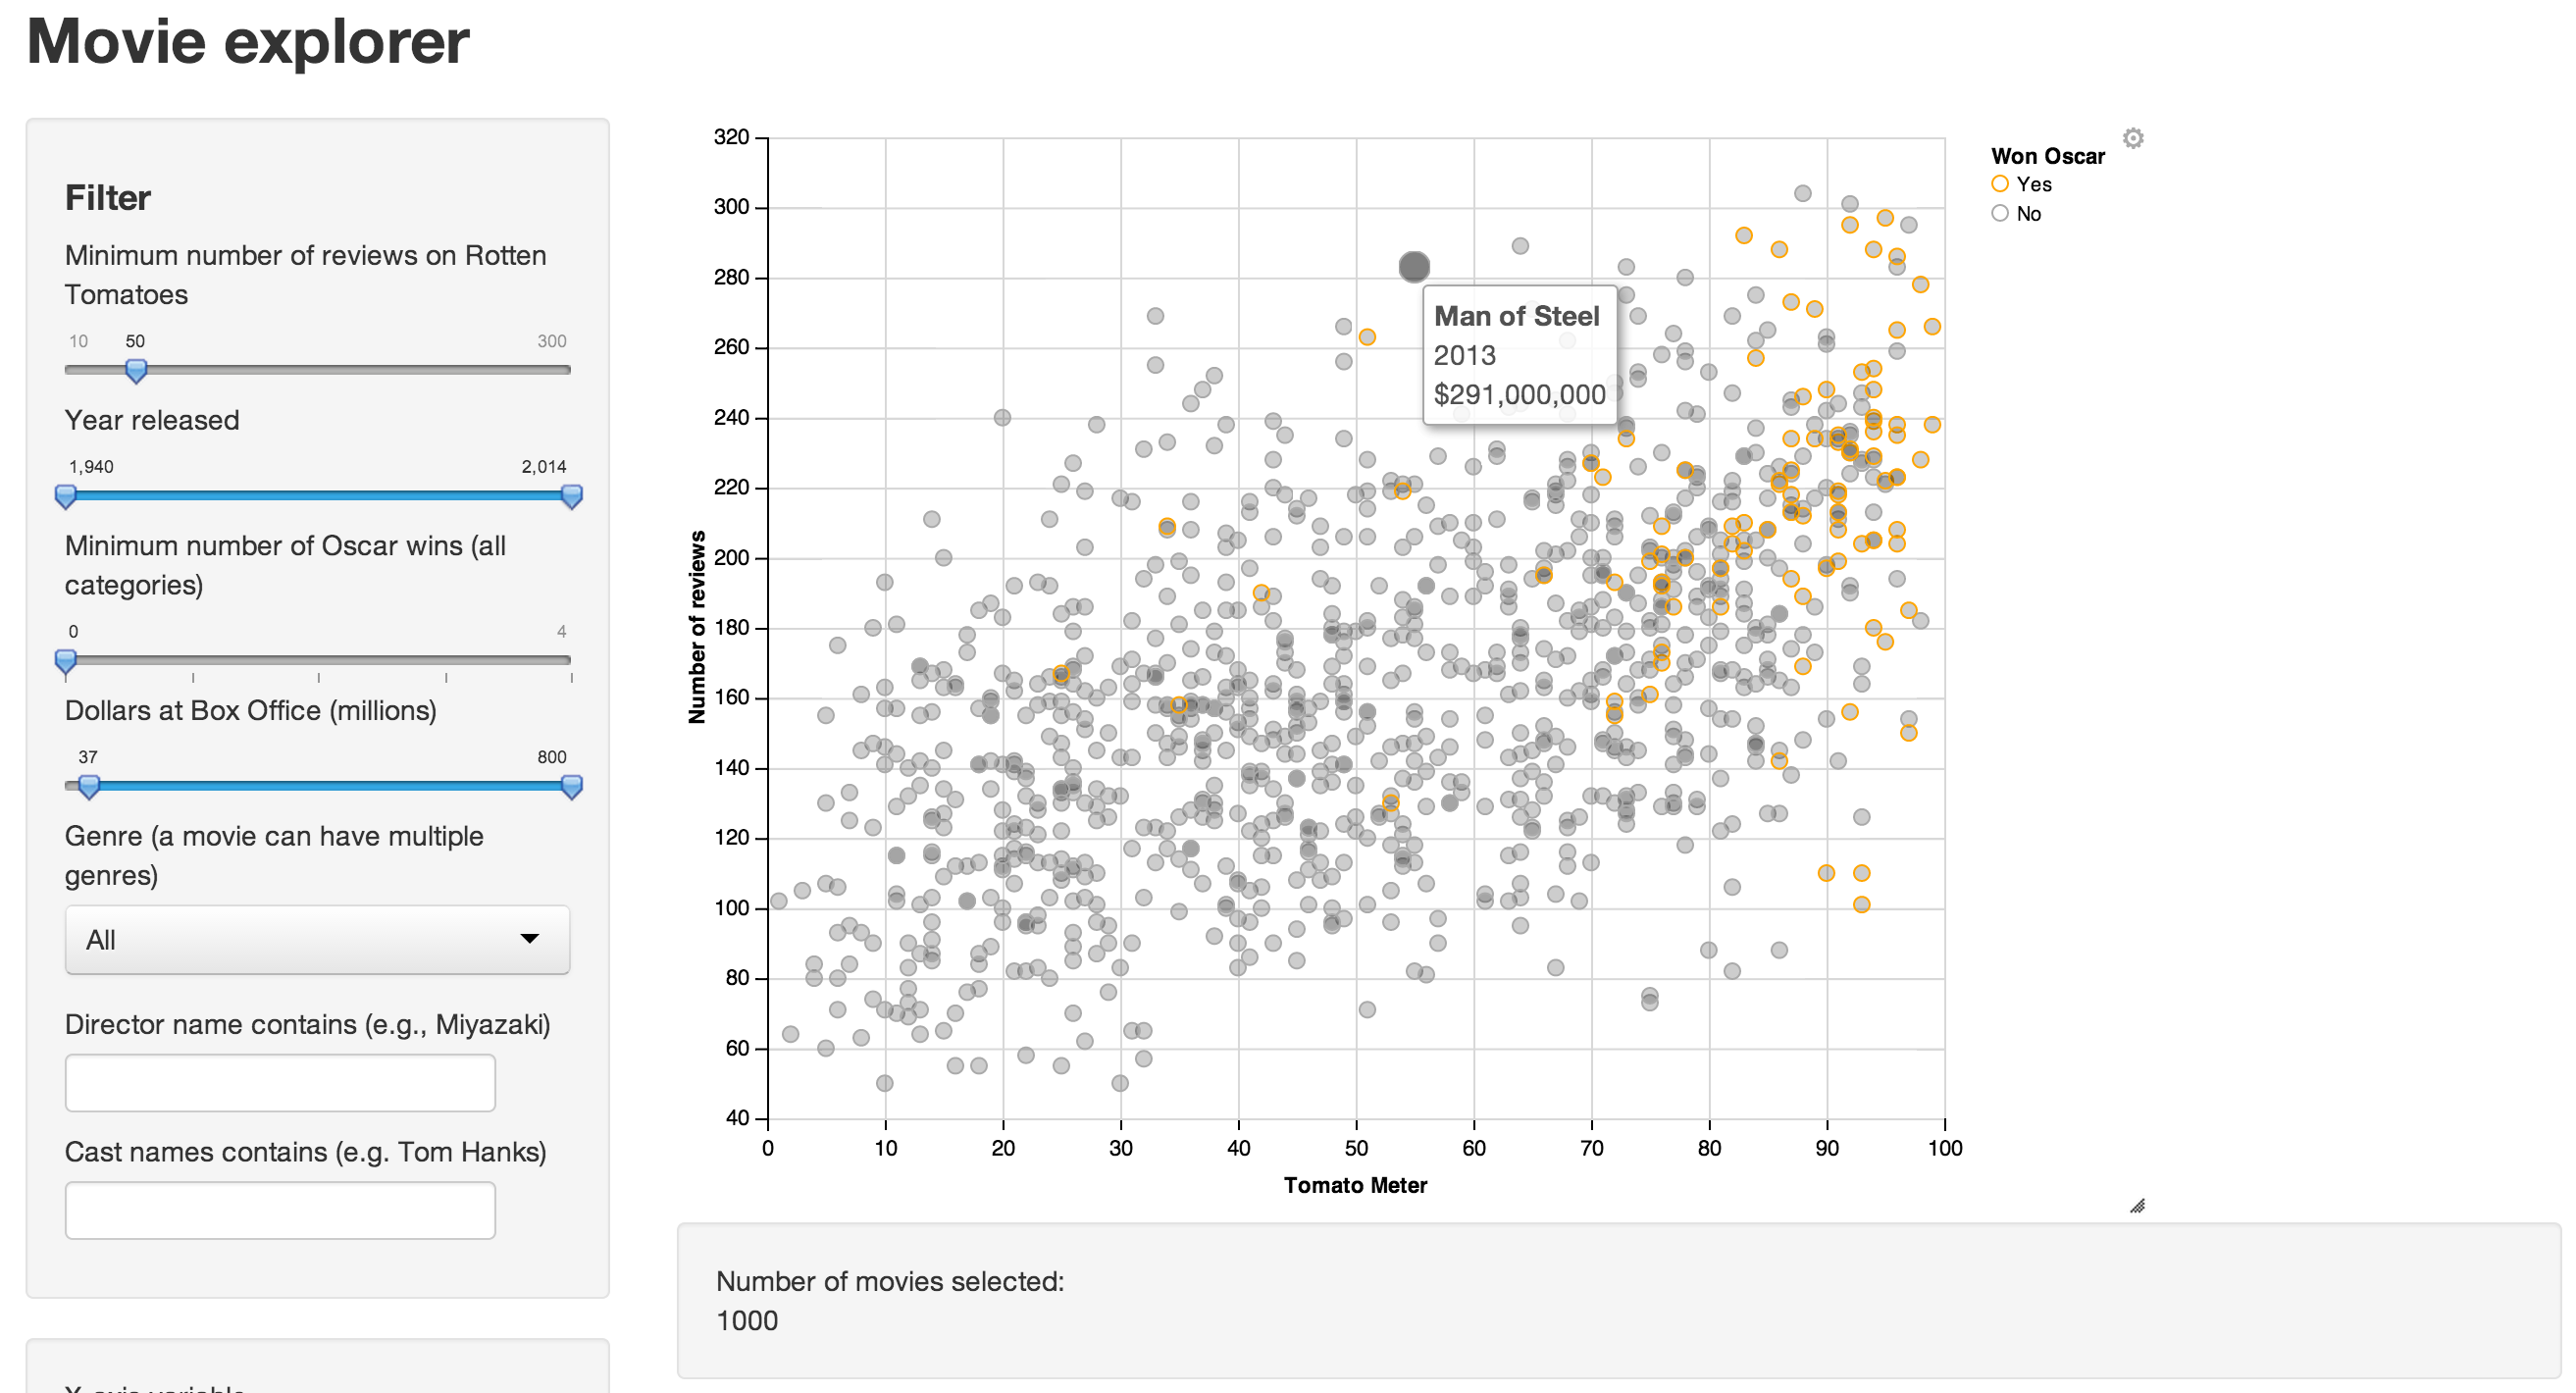 Movie explorer
Filter
Minimum number of reviews on Rotten
Tomatoes
10 50 300
Year released
1,940 2,014
Minimum number of Oscar wins (all
categories)
0 4
Dollars at Box Office (millions)
37 800
Genre (a movie can have multiple
genres)
All
Director name contains (e.g., Miyazaki)
Cast names contains (e.g. Tom Hanks)
320
300
280
260
240
220
200
180
160
140
120
100
80
60
40
Number of reviews
0 10 20 30 40 50 60 70 80 90 100
Tomato Meter
Man of Steel
2013
$291,000,000
Won Oscar
Yes
No
Number of movies selected:
1000